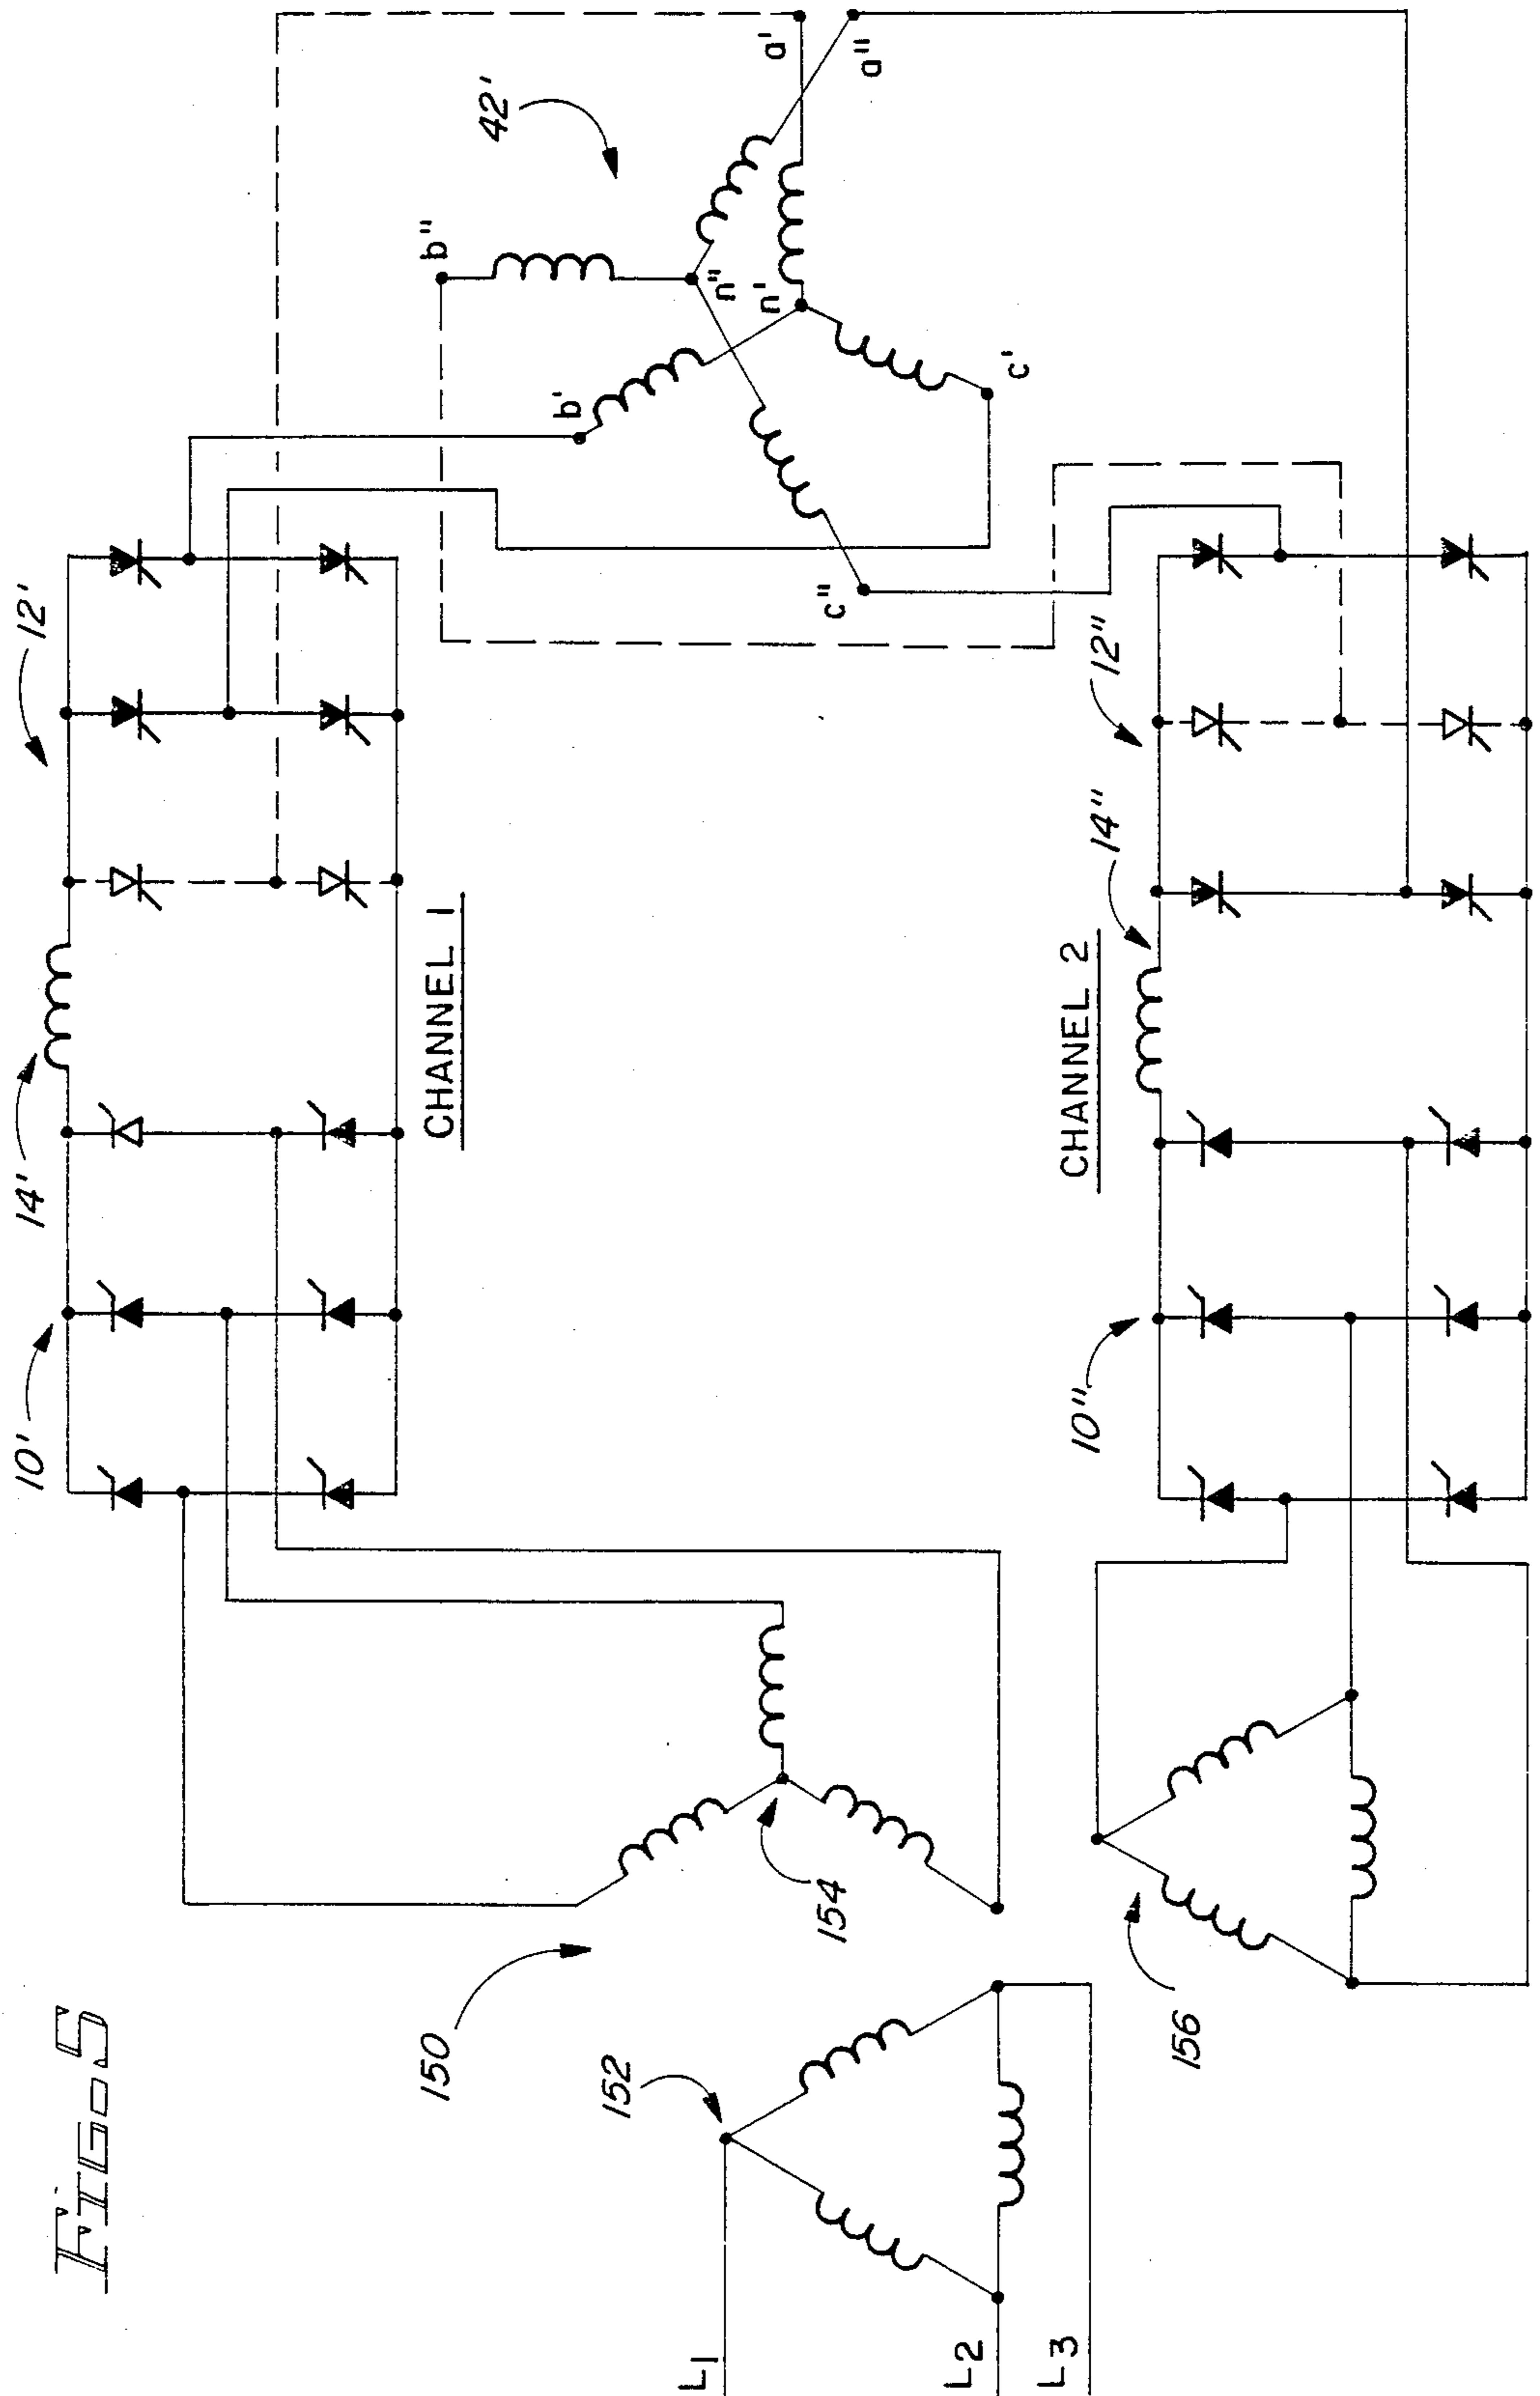 FIG-5
10'
14'
12'
CHANNEL 1
42'
b"
a'
a"
n"
n'
b'
c'
c"
150
152
154
L1
L2
L3
156
10"
CHANNEL 2
14"
12"